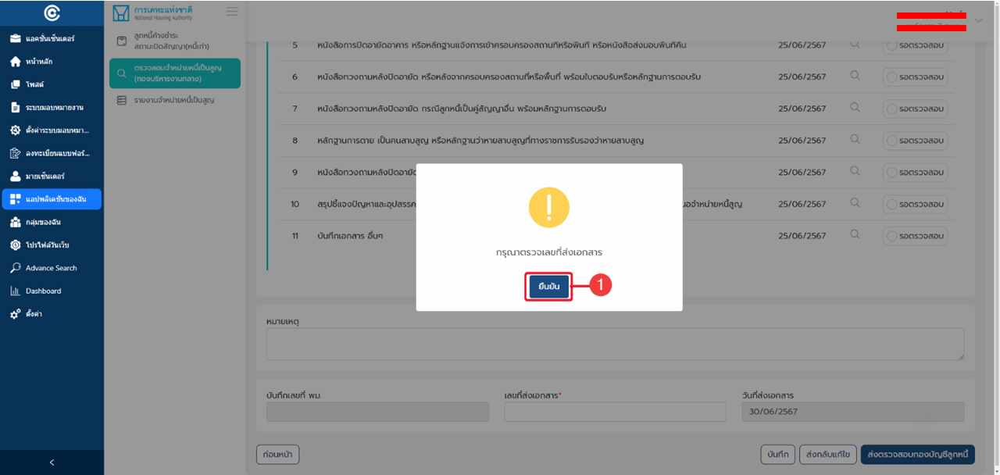 การเคหะแห่งชาติ
National Housing Authority
แอคชั่นเซ็นเตอร์
หน้าหลัก
โพสต์
ระบบมอบหมายงาน
ตั้งค่าระบบมอบหมา...
ลงทะเบียนแบบฟอร์...
มายเซ็นเตอร์
แอปพลิเคชันของฉัน
กลุ่มของฉัน
โปรไฟล์วันเว็บ
Advance Search
Dashboard
ตั้งค่า
<
ลูกหนี้ค้างชำระ
สถานะปิดสัญญา(หนี้เก่า)
ตรวจสอบจำหน่ายหนี้เป็นสูญ
(กองบริหารงานกลาง)
รายงานจำหน่ายหนี้เป็นสูญ
5 หนังสือการปิดอายัดอาคาร หรือหลักฐานแจ้งการเข้าครอบครองสถานที่หรือพื้นที่ หรือหนังสือส่งมอบพื้นที่คืน 25/06/2567 รอตรวจสอบ
6 หนังสือทวงถามหลังปิดอายัด หรือหลังจากครอบครองสถานที่หรือพื้นที่ พร้อมใบตอบรับหรือหลักฐานการตอบรับ 25/06/2567 รอตรวจสอบ
7 หนังสือทวงถามหลังปิดอายัด กรณีลูกหนี้เป็นคู่สัญญาอื่น พร้อมหลักฐานการตอบรับ 25/06/2567 รอตรวจสอบ
8 หลักฐานการตาย เป็นคนสาบสูญ หรือหลักฐานว่าหายสาบสูญที่ทางราชการรับรองว่าหายสาบสูญ 25/06/2567 รอตรวจสอบ
9 หนังสือทวงถามหลังปิดอายัด 25/06/2567 รอตรวจสอบ
10 สรุปชี้แจงปัญหาและอุปสรรค นอจำหน่ายหนี้สูญ 25/06/2567 รอตรวจสอบ
11 บันทึกเอกสาร อื่นๆ 25/06/2567 รอตรวจสอบ
กรุณาตรวจเลขที่ส่งเอกสาร
ยืนยัน 1
หมายเหตุ
บันทึกเลขที่ พม. เลขที่ส่งเอกสาร* วันที่ส่งเอกสาร
30/06/2567
ก่อนหน้า บันทึก ส่งกลับแก้ไข ส่งตรวจสอบกองบัญชีลูกหนี้